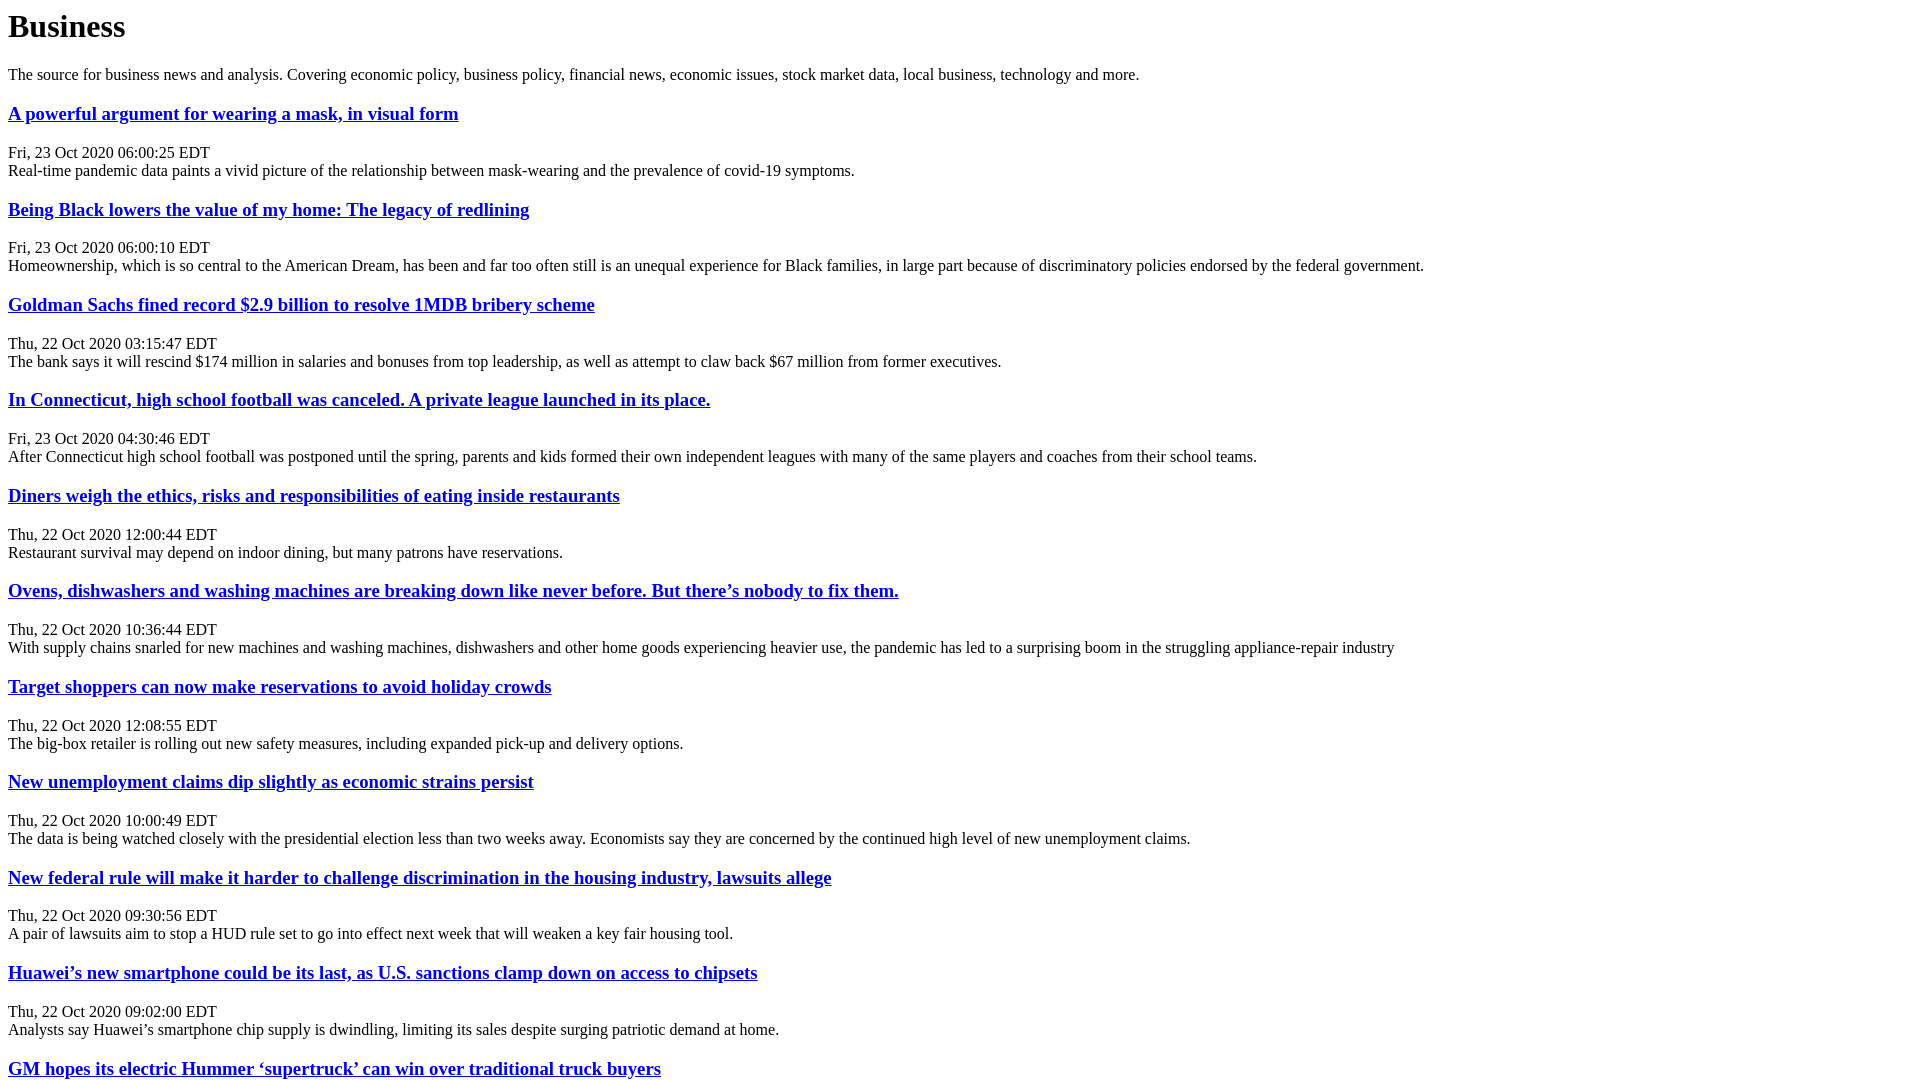 Business
The source for business news and analysis. Covering economic policy, business policy, financial news, economic issues, stock market data, local business, technology and more.
A powerful argument for wearing a mask, in visual form
Fri, 23 Oct 2020 06:00:25 EDT
Real-time pandemic data paints a vivid picture of the relationship between mask-wearing and the prevalence of covid-19 symptoms.
Being Black lowers the value of my home: The legacy of redlining
Fri, 23 Oct 2020 06:00:10 EDT
Homeownership, which is so central to the American Dream, has been and far too often still is an unequal experience for Black families, in large part because of discriminatory policies endorsed by the federal government.
Goldman Sachs fined record $2.9 billion to resolve 1MDB bribery scheme
Thu, 22 Oct 2020 03:15:47 EDT
The bank says it will rescind $174 million in salaries and bonuses from top leadership, as well as attempt to claw back $67 million from former executives.
In Connecticut, high school football was canceled. A private league launched in its place.
Fri, 23 Oct 2020 04:30:46 EDT
After Connecticut high school football was postponed until the spring, parents and kids formed their own independent leagues with many of the same players and coaches from their school teams.
Diners weigh the ethics, risks and responsibilities of eating inside restaurants
Thu, 22 Oct 2020 12:00:44 EDT
Restaurant survival may depend on indoor dining, but many patrons have reservations.
Ovens, dishwashers and washing machines are breaking down like never before. But there’s nobody to fix them.
Thu, 22 Oct 2020 10:36:44 EDT
With supply chains snarled for new machines and washing machines, dishwashers and other home goods experiencing heavier use, the pandemic has led to a surprising boom in the struggling appliance-repair industry
Target shoppers can now make reservations to avoid holiday crowds
Thu, 22 Oct 2020 12:08:55 EDT
The big-box retailer is rolling out new safety measures, including expanded pick-up and delivery options.
New unemployment claims dip slightly as economic strains persist
Thu, 22 Oct 2020 10:00:49 EDT
The data is being watched closely with the presidential election less than two weeks away. Economists say they are concerned by the continued high level of new unemployment claims.
New federal rule will make it harder to challenge discrimination in the housing industry, lawsuits allege
Thu, 22 Oct 2020 09:30:56 EDT
A pair of lawsuits aim to stop a HUD rule set to go into effect next week that will weaken a key fair housing tool.
Huawei’s new smartphone could be its last, as U.S. sanctions clamp down on access to chipsets
Thu, 22 Oct 2020 09:02:00 EDT
Analysts say Huawei’s smartphone chip supply is dwindling, limiting its sales despite surging patriotic demand at home.
GM hopes its electric Hummer ‘supertruck’ can win over traditional truck buyers